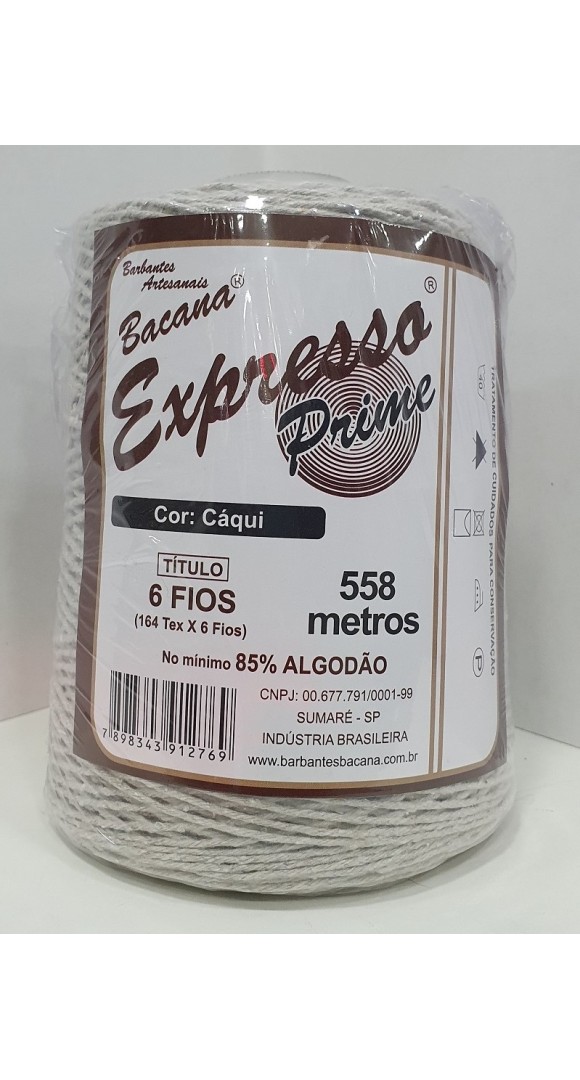 Barbantes
Artesanais
Bacana®
Expresso®
Prime
Cor: Cáqui
TÍTULO
6 FIOS
(164 Tex X 6 Fios)
558
metros
No mínimo 85% ALGODÃO
CNPJ: 00.677.791/0001-99
SUMARÉ - SP
INDÚSTRIA BRASILEIRA
www.barbantesbacana.com.br
7 898343 912769
TRATAMENTO DE CUIDADOS PARA CONSERVAÇÃO
40
P